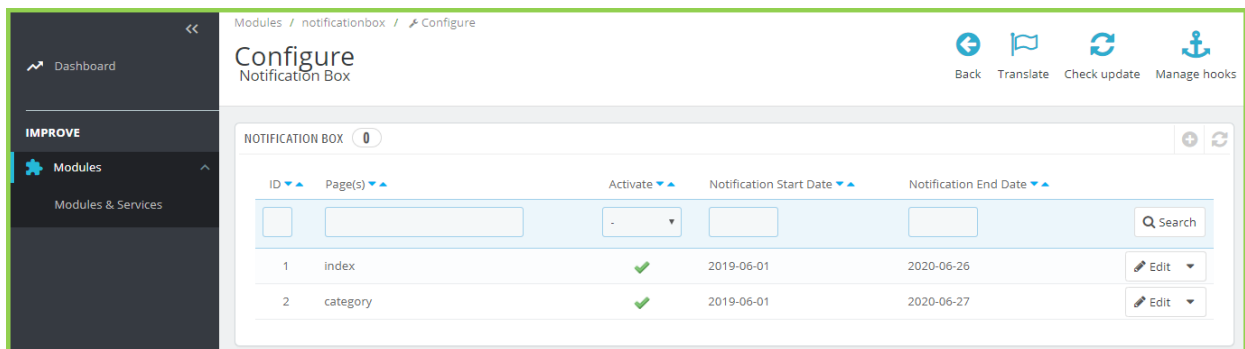 Modules / notificationbox / Configure
Configure
Notification Box
Back Translate Check update Manage hooks
Dashboard
IMPROVE
Modules
Modules & Services
NOTIFICATION BOX 0
ID Page(s) Activate Notification Start Date Notification End Date
- Search
1 index 2019-06-01 2020-06-26 Edit
2 category 2019-06-01 2020-06-27 Edit